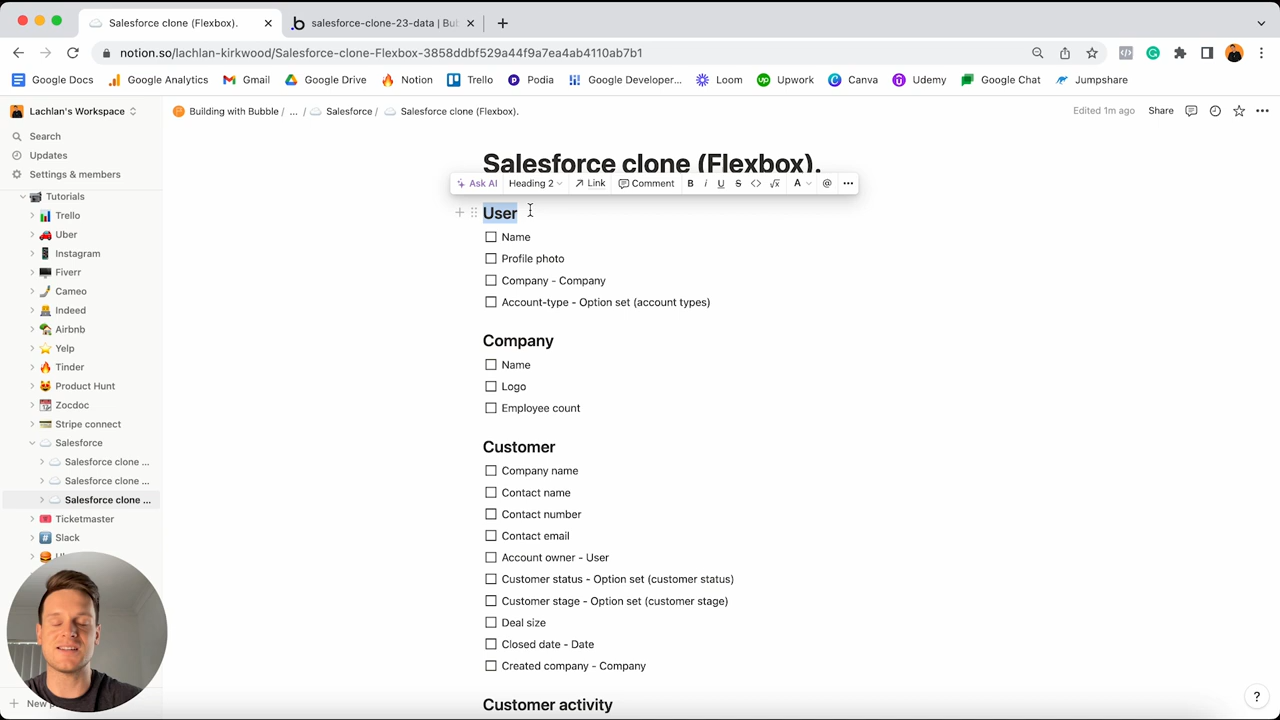 Salesforce clone (Flexbox).
salesforce-clone-23-data | Bub
notion.so/lachlan-kirkwood/Salesforce-clone-Flexbox-3858ddbf529a44f9a7ea4ab4110ab7b1
Google Docs
Google Analytics
Gmail
Google Drive
Notion
Trello
Podia
Google Developer...
Loom
Upwork
Canva
Udemy
Google Chat
Jumpshare
Lachlan's Workspace
Building with Bubble / ... / Salesforce / Salesforce clone (Flexbox).
Edited 1m ago
Share
Search
Updates
Settings & members
Tutorials
Trello
Uber
Instagram
Fiverr
Cameo
Indeed
Airbnb
Yelp
Tinder
Product Hunt
Zocdoc
Stripe connect
Salesforce
Salesforce clone ...
Salesforce clone ...
Salesforce clone ...
Ticketmaster
Slack
New
Salesforce clone (Flexbox).
Ask AI Heading 2 Link Comment B i U S <> √x A @
User
Name
Profile photo
Company - Company
Account-type - Option set (account types)
Company
Name
Logo
Employee count
Customer
Company name
Contact name
Contact number
Contact email
Account owner - User
Customer status - Option set (customer status)
Customer stage - Option set (customer stage)
Deal size
Closed date - Date
Created company - Company
Customer activity
?